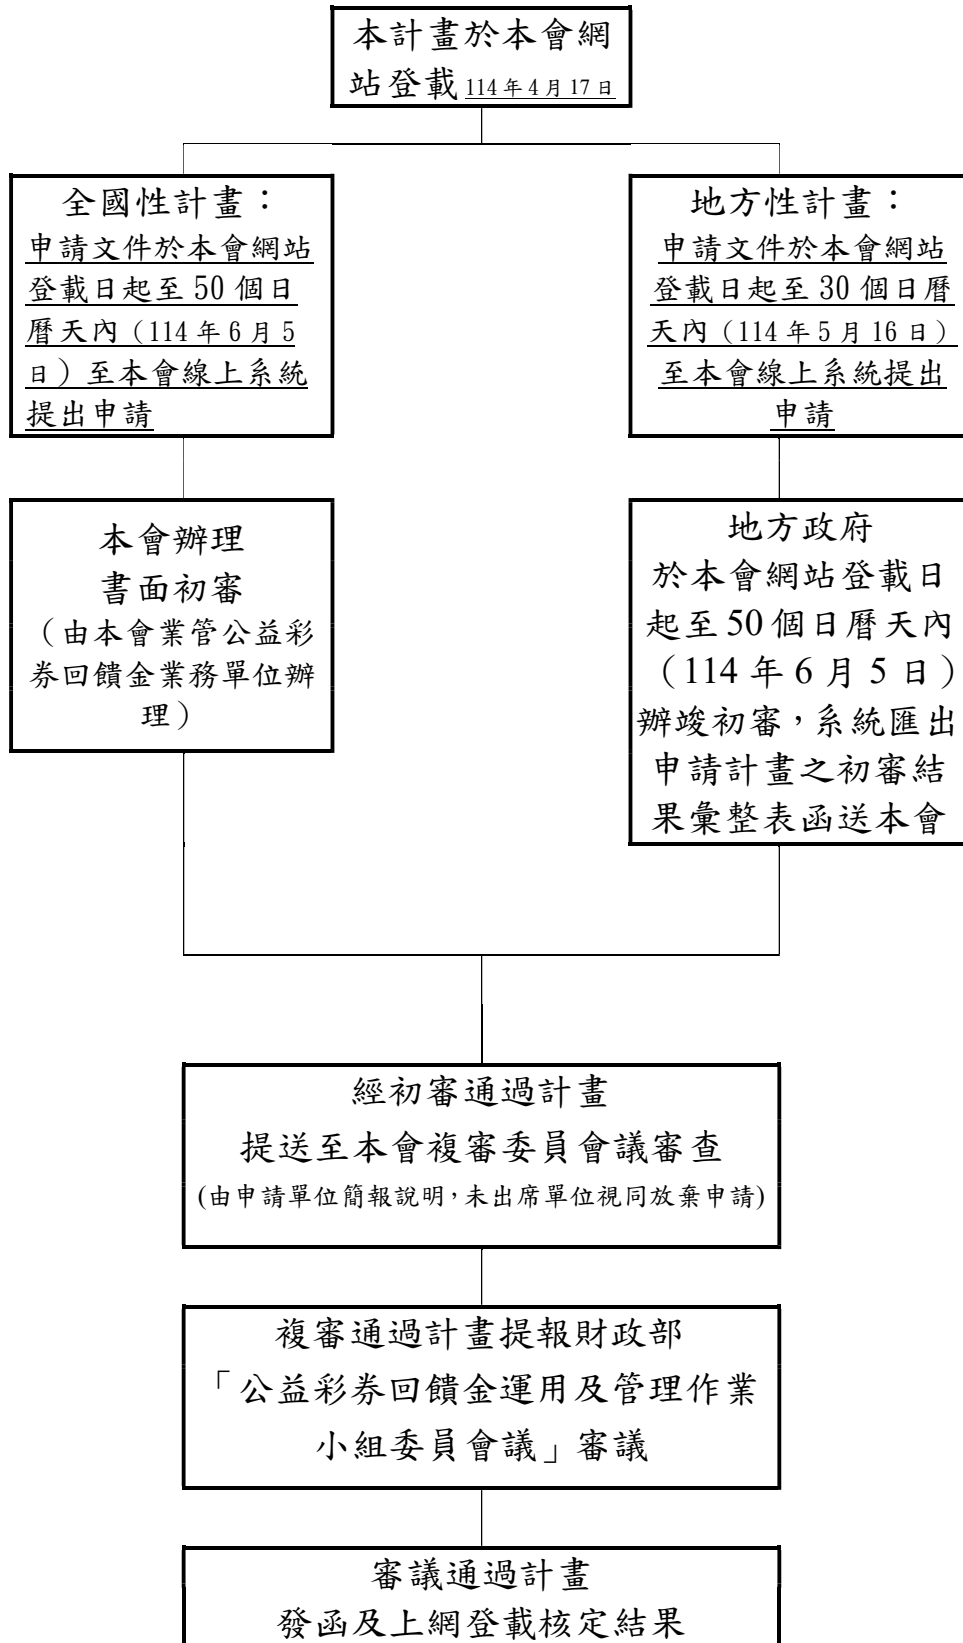 本計畫於本會網
站登載114年4月17日
全國性計畫：
申請文件於本會網站
登載日起至50個日
曆天內（114年6月5
日）至本會線上系統
提出申請
地方性計畫：
申請文件於本會網站
登載日起至30個日曆
天內（114年5月16日）
至本會線上系統提出
申請
本會辦理
書面初審
（由本會業管公益彩
券回饋金業務單位辦
理）
地方政府
於本會網站登載日
起至50個日曆天內
（114年6月5日）
辦竣初審，系統匯出
申請計畫之初審結
果彙整表函送本會
經初審通過計畫
提送至本會複審委員會議審查
(由申請單位簡報說明，未出席單位視同放棄申請)
複審通過計畫提報財政部
「公益彩券回饋金運用及管理作業
小組委員會議」審議
審議通過計畫
發函及上網登載核定結果